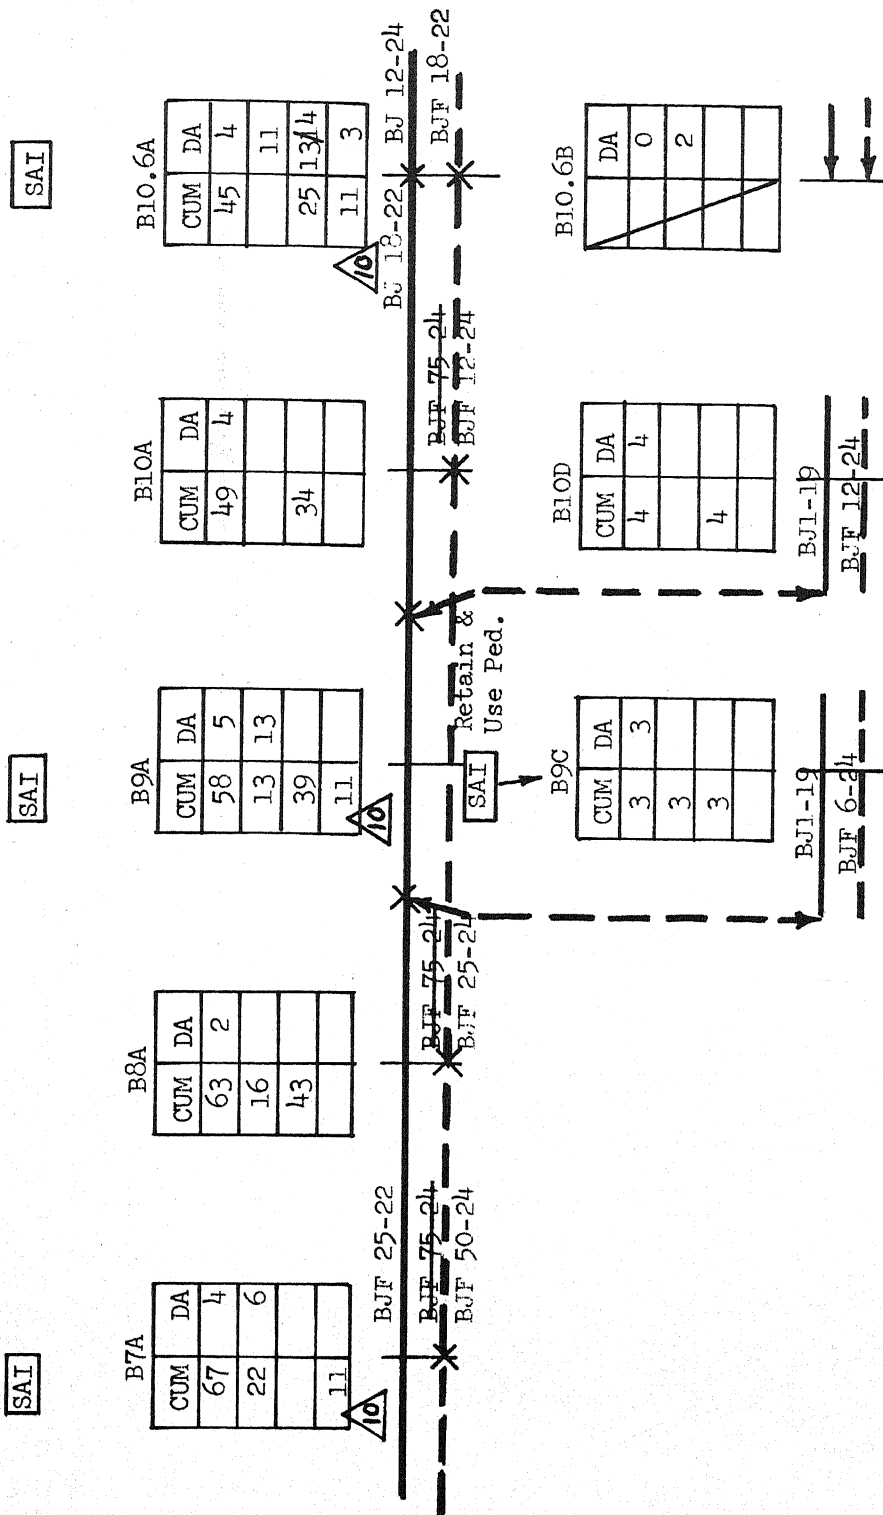 SAI
SAI
SAI
B7A
CUM DA
67 4
22 6
11
10
B8A
CUM DA
63 2
16
43
B9A
CUM DA
58 5
13 13
39
11
10
B10A
CUM DA
49 4
34
B10.6A
CUM DA
45 4
11
25 13 14
11 3
10
BJF 25-22
BJ 18-22
BJ 12-24
BJF 75-24
BJF 50-24
BJF 75-24
BJF 25-24
BJF 75-24
BJF 12-24
BJF 18-22
Retain &
Use Ped.
SAI
B9C
CUM DA
3 3
3
3
B10D
CUM DA
4 4
4
B10.6B
DA
0
2
BJ1-19
BJF 6-24
BJ1-19
BJF 12-24